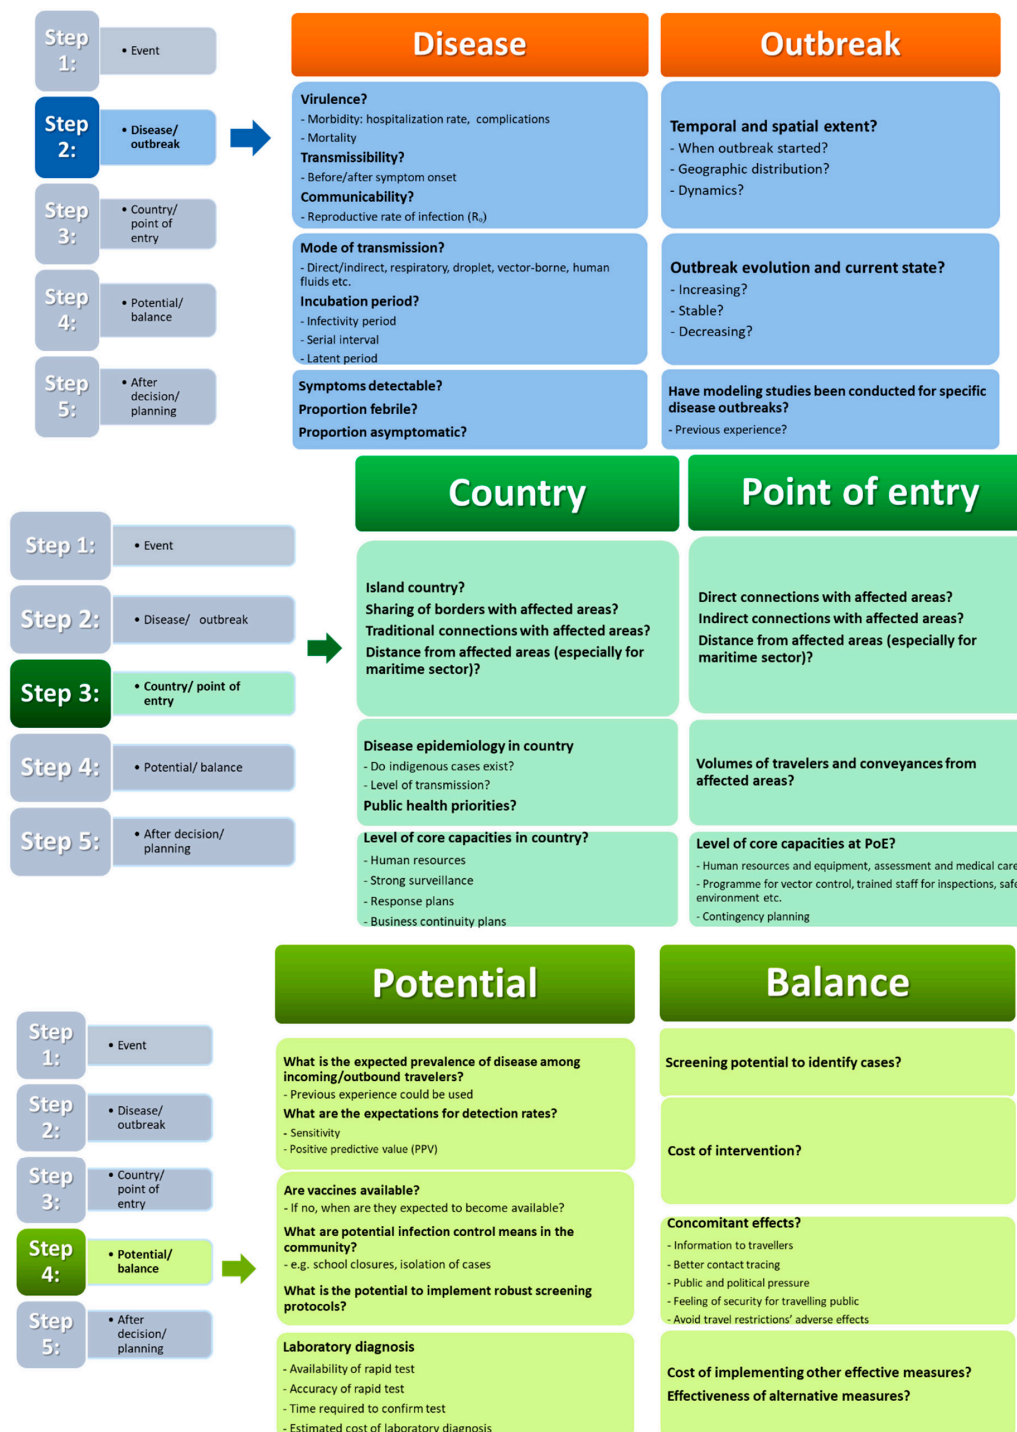 Step 1:
• Event
Step 2:
• Disease/
outbreak
Step 3:
• Country/
point of
entry
Step 4:
• Potential/
balance
Step 5:
• After
decision/
planning
Disease
Virulence?
- Morbidity: hospitalization rate, complications
- Mortality
Transmissibility?
- Before/after symptom onset
Communicability?
- Reproductive rate of infection (R₀)
Mode of transmission?
- Direct/indirect, respiratory, droplet, vector-borne, human
fluids etc.
Incubation period?
- Infectivity period
- Serial interval
- Latent period
Symptoms detectable?
Proportion febrile?
Proportion asymptomatic?
Outbreak
Temporal and spatial extent?
- When outbreak started?
- Geographic distribution?
- Dynamics?
Outbreak evolution and current state?
- Increasing?
- Stable?
- Decreasing?
Have modeling studies been conducted for specific
disease outbreaks?
- Previous experience?
Step 1:
• Event
Step 2:
• Disease/ outbreak
Step 3:
• Country/ point of
entry
Step 4:
• Potential/ balance
Step 5:
• After decision/
planning
Country
Island country?
Sharing of borders with affected areas?
Traditional connections with affected areas?
Distance from affected areas (especially for
maritime sector)?
Disease epidemiology in country
- Do indigenous cases exist?
- Level of transmission?
Public health priorities?
Level of core capacities in country?
- Human resources
- Strong surveillance
- Response plans
- Business continuity plans
Point of entry
Direct connections with affected areas?
Indirect connections with affected areas?
Distance from affected areas (especially for
maritime sector)?
Volumes of travelers and conveyances from
affected areas?
Level of core capacities at PoE?
- Human resources and equipment, assessment and medical care
- Programme for vector control, trained staff for inspections, safe
environment etc.
- Contingency planning
Step 1:
• Event
Step 2:
• Disease/
outbreak
Step 3:
• Country/
point of
entry
Step 4:
• Potential/
balance
Step 5:
• After
decision/
planning
Potential
What is the expected prevalence of disease among
incoming/outbound travelers?
- Previous experience could be used
What are the expectations for detection rates?
- Sensitivity
- Positive predictive value (PPV)
Are vaccines available?
- If no, when are they expected to become available?
What are potential infection control means in the
community?
- e.g. school closures, isolation of cases
What is the potential to implement robust screening
protocols?
Laboratory diagnosis
- Availability of rapid test
- Accuracy of rapid test
- Time required to confirm test
- Estimated cost of laboratory diagnosis
Balance
Screening potential to identify cases?
Cost of intervention?
Concomitant effects?
- Information to travellers
- Better contact tracing
- Public and political pressure
- Feeling of security for travelling public
- Avoid travel restrictions' adverse effects
Cost of implementing other effective measures?
Effectiveness of alternative measures?